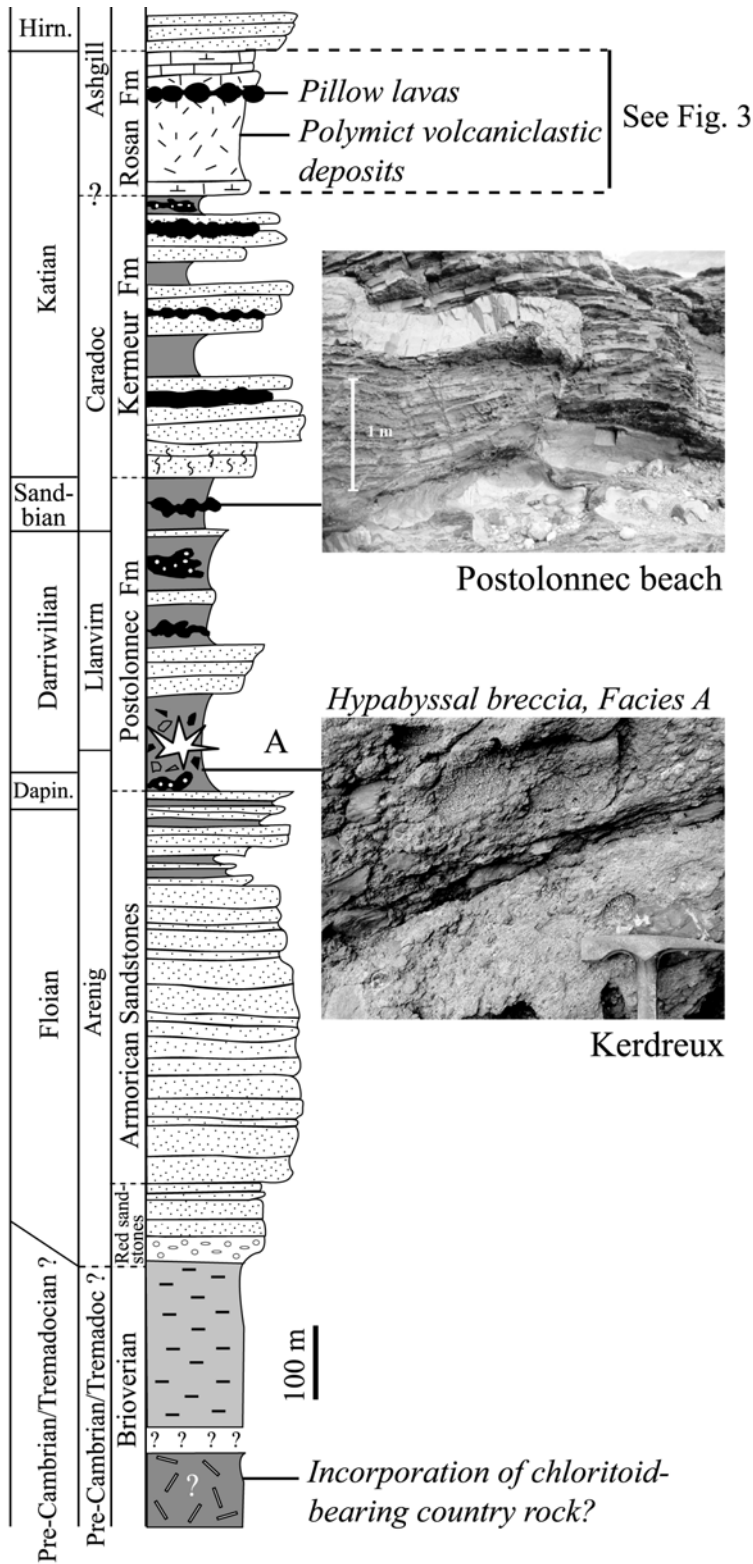 Hirn.
Ashgill
Rosan Fm
Pillow lavas
Polymict volcaniclastic
deposits
See Fig. 3
?
Katian
Caradoc
Kermeur Fm
1 m
Sand-
bian
Postolonnec beach
Darriwilian
Llanvirn
Postolonnec Fm
A
Hypabyssal breccia, Facies A
Dapin.
Kerdreux
Floian
Arenig
Armorican Sandstones
Red sand-
stones
Pre-Cambrian/Tremadocian ?
Pre-Cambrian/Tremadoc ?
Brioverian
100 m
? ? ? ?
?
Incorporation of chloritoid-
bearing country rock?